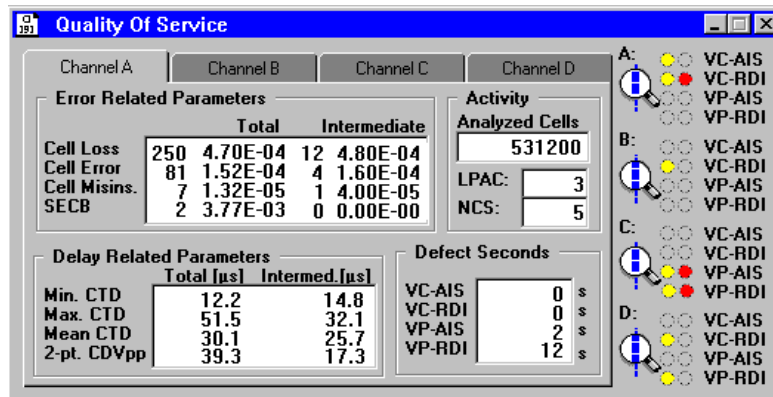 Quality Of Service
Channel A Channel B Channel C Channel D
Error Related Parameters
Total Intermediate
Cell Loss 250 4.70E-04 12 4.80E-04
Cell Error 81 1.52E-04 4 1.60E-04
Cell Misins. 7 1.32E-05 1 4.00E-05
SECB 2 3.77E-03 0 0.00E-00
Activity
Analyzed Cells
531200
LPAC: 3
NCS: 5
Delay Related Parameters
Total [µs] Intermed.[µs]
Min. CTD 12.2 14.8
Max. CTD 51.5 32.1
Mean CTD 30.1 25.7
2-pt. CDVpp 39.3 17.3
Defect Seconds
VC-AIS 0 s
VC-RDI 0 s
VP-AIS 2 s
VP-RDI 12 s
A:
VC-AIS
VC-RDI
VP-AIS
VP-RDI
B:
VC-AIS
VC-RDI
VP-AIS
VP-RDI
C:
VC-AIS
VC-RDI
VP-AIS
VP-RDI
D:
VC-AIS
VC-RDI
VP-AIS
VP-RDI